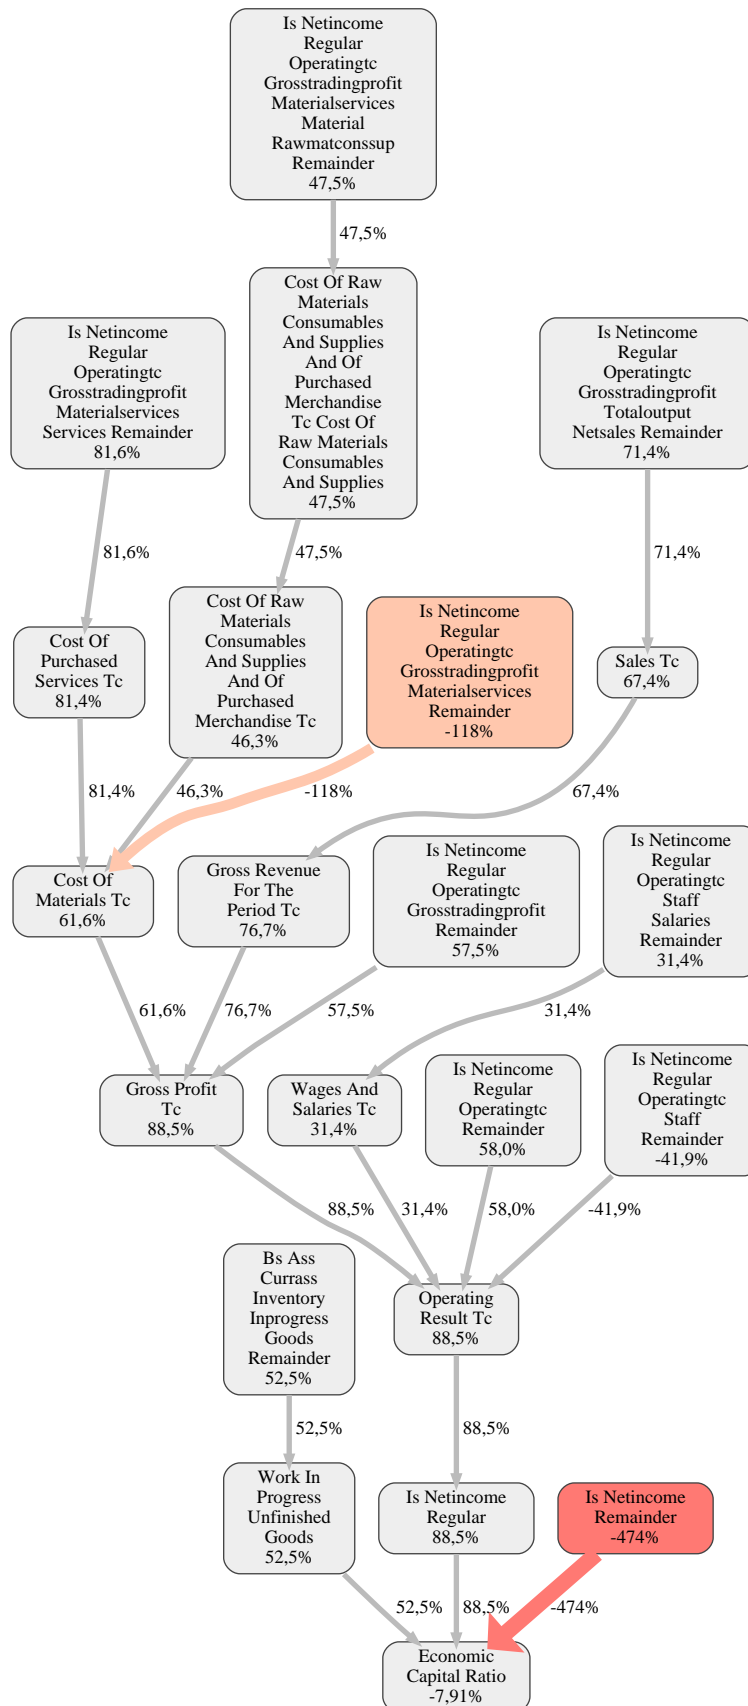 Is Netincome
Regular
Operatingtc
Grosstradingprofit
Materialservices
Material
Rawmatconssup
Remainder
47,5%
47,5%
Cost Of Raw
Materials
Consumables
And Supplies
And Of
Purchased
Merchandise
Tc Cost Of
Raw Materials
Consumables
And Supplies
47,5%
Is Netincome
Regular
Operatingtc
Grosstradingprofit
Materialservices
Services Remainder
81,6%
Is Netincome
Regular
Operatingtc
Grosstradingprofit
Totaloutput
Netsales Remainder
71,4%
81,6%
47,5%
71,4%
Cost Of
Purchased
Services Tc
81,4%
Cost Of Raw
Materials
Consumables
And Supplies
And Of
Purchased
Merchandise Tc
46,3%
Is Netincome
Regular
Operatingtc
Grosstradingprofit
Materialservices
Remainder
-118%
Sales Tc
67,4%
81,4%
46,3%
-118%
67,4%
Cost Of
Materials Tc
61,6%
Gross Revenue
For The
Period Tc
76,7%
Is Netincome
Regular
Operatingtc
Grosstradingprofit
Remainder
57,5%
Is Netincome
Regular
Operatingtc
Staff
Salaries
Remainder
31,4%
61,6%
76,7%
57,5%
31,4%
Gross Profit
Tc
88,5%
Wages And
Salaries Tc
31,4%
Is Netincome
Regular
Operatingtc
Remainder
58,0%
Is Netincome
Regular
Operatingtc
Staff
Remainder
-41,9%
88,5%
31,4%
58,0%
-41,9%
Bs Ass
Currass
Inventory
Inprogress
Goods
Remainder
52,5%
Operating
Result Tc
88,5%
52,5%
88,5%
Work In
Progress
Unfinished
Goods
52,5%
Is Netincome
Regular
88,5%
Is Netincome
Remainder
-474%
52,5%
88,5%
-474%
Economic
Capital Ratio
-7,91%